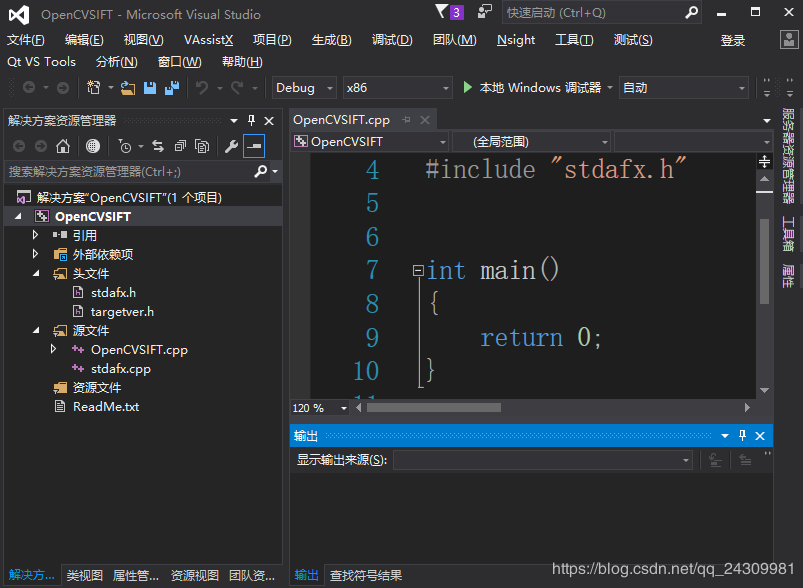 OpenCVSIFT - Microsoft Visual Studio
3
快速启动 (Ctrl+Q)
文件(F) 编辑(E) 视图(V) VAssistX 项目(P) 生成(B) 调试(D) 团队(M) Nsight 工具(T) 测试(S) 登录
Qt VS Tools 分析(N) 窗口(W) 帮助(H)
Debug x86 本地 Windows 调试器 自动
解决方案资源管理器
搜索解决方案资源管理器(Ctrl+;)
解决方案"OpenCVSIFT"(1 个项目)
OpenCVSIFT
引用
外部依赖项
头文件
stdafx.h
targetver.h
源文件
OpenCVSIFT.cpp
stdafx.cpp
资源文件
ReadMe.txt
解决方... 类视图 属性管... 资源视图 团队资...
OpenCVSIFT.cpp
OpenCVSIFT (全局范围)
4 #include "stdafx.h"
5
6
7 int main()
8 {
9 return 0;
10 }
11
120 %
输出
显示输出来源(S):
输出 查找符号结果
服务器资源管理器
工具箱
属性
https://blog.csdn.net/qq_24309981